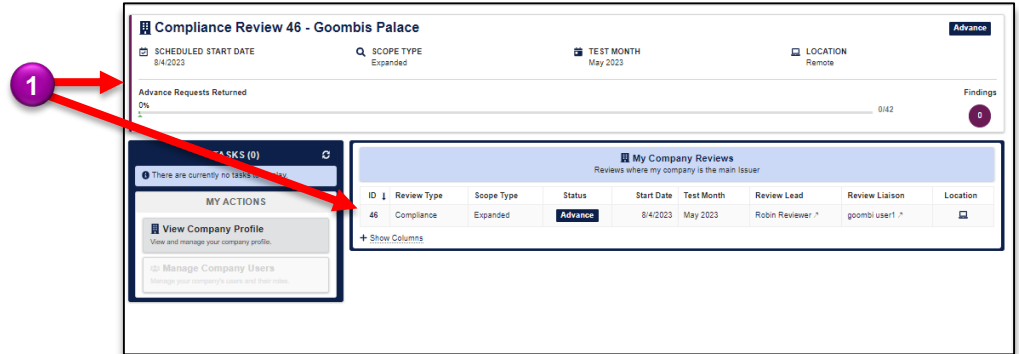 Compliance Review 46 - Goombis Palace
Advance
SCHEDULED START DATE
8/4/2023
SCOPE TYPE
Expanded
TEST MONTH
May 2023
LOCATION
Remote
1
Advance Requests Returned
0%
0/42
Findings
0
TASKS (0)
There are currently no tasks to display.
MY ACTIONS
View Company Profile
View and manage your company profile.
Manage Company Users
Manage your company's users and their roles.
My Company Reviews
Reviews where my company is the main Issuer
ID Review Type Scope Type Status Start Date Test Month Review Lead Review Liaison Location
46 Compliance Expanded Advance 8/4/2023 May 2023 Robin Reviewer goombi user1
+ Show Columns